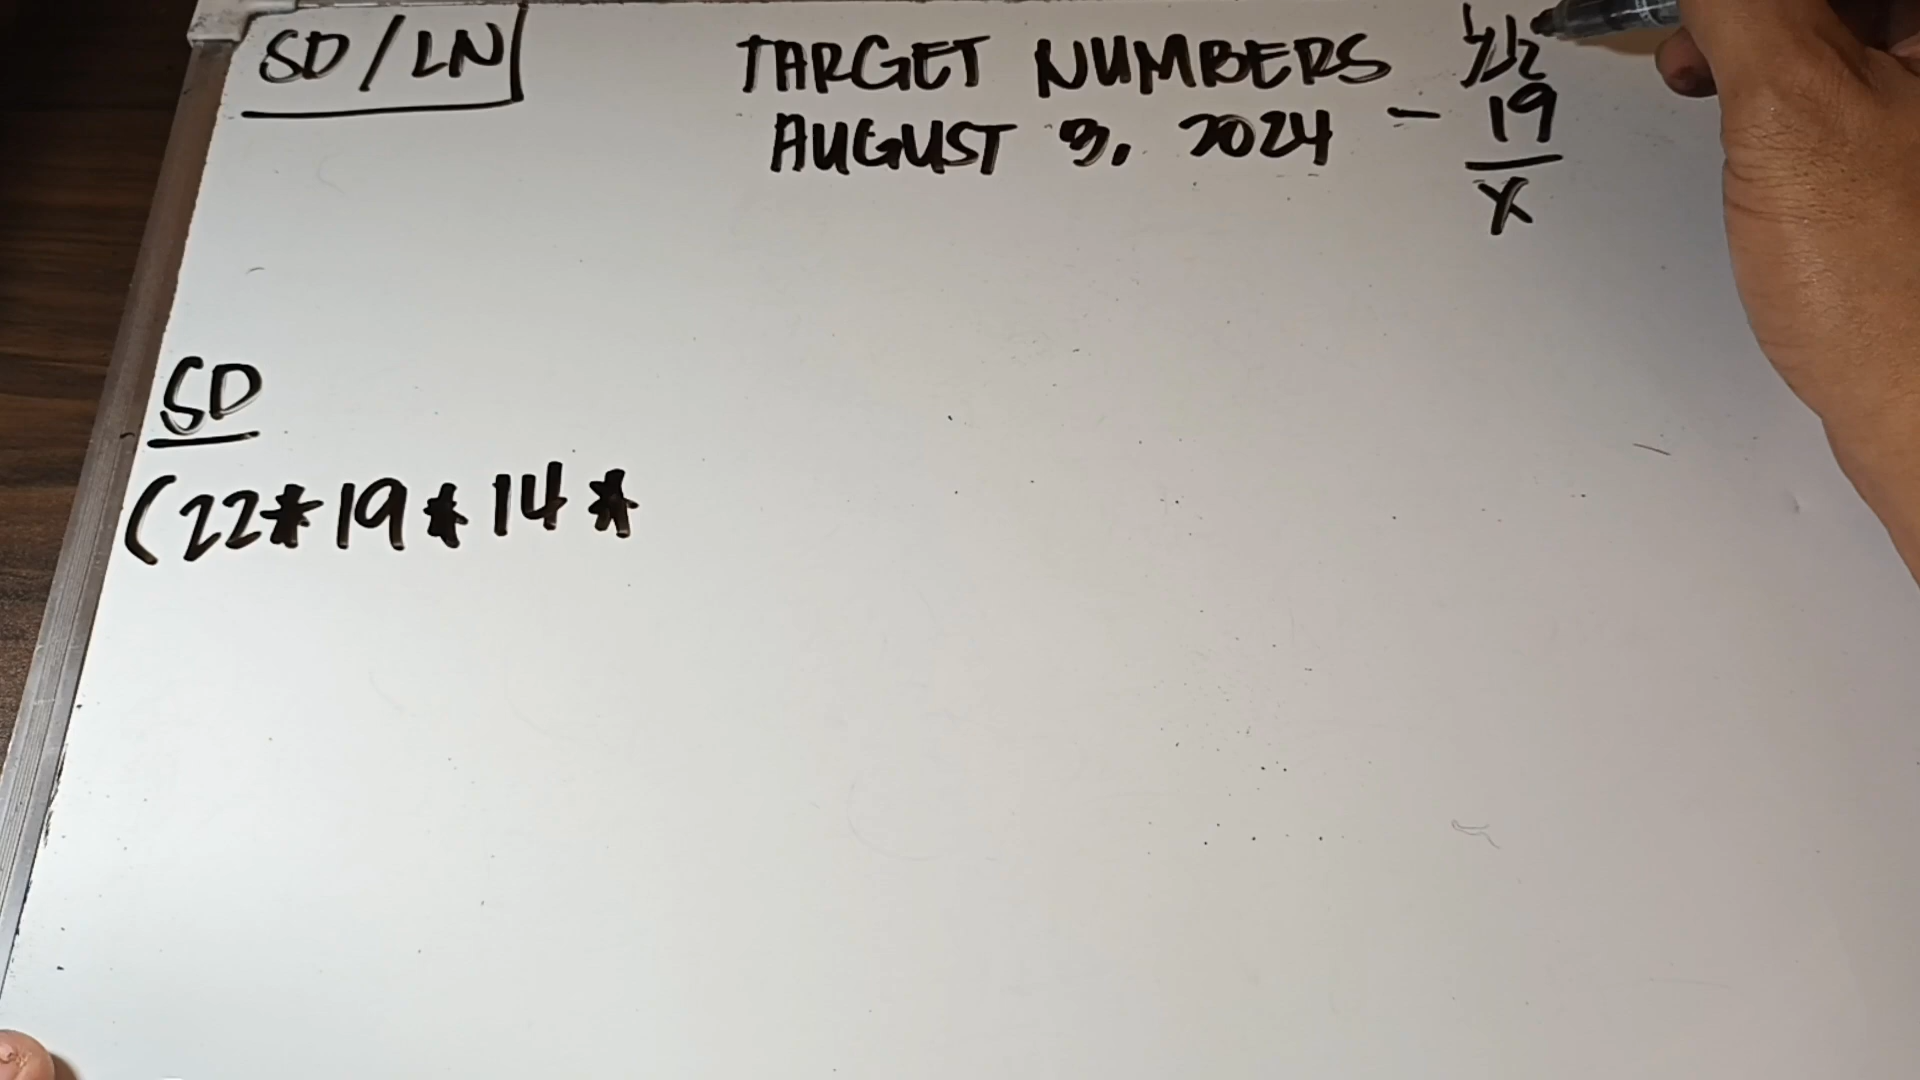 SD/LN
TARGET NUMBERS
AUGUST 3, 2024
- 19
X
SD
(22*19*14*